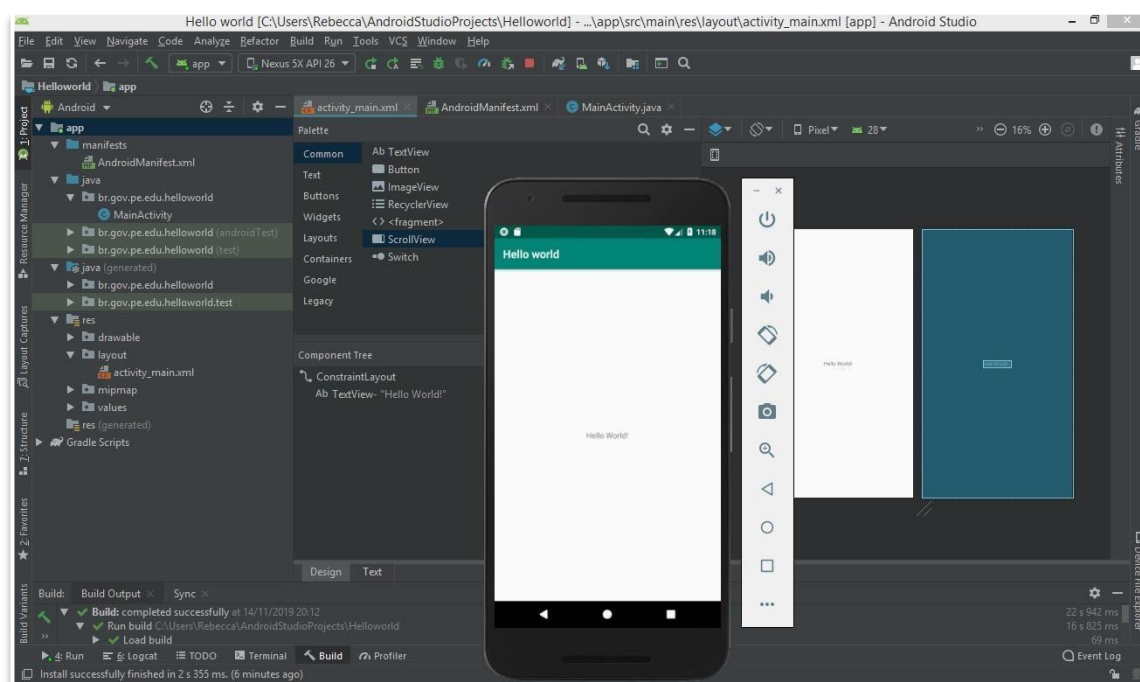 Hello world [C:\Users\Rebecca\AndroidStudioProjects\Helloworld] - ...\app\src\main\res\layout\activity_main.xml [app] - Android Studio
File Edit View Navigate Code Analyze Refactor Build Run Tools VCS Window Help
app Nexus 5X API 26
Helloworld app
1: Project
Resource Manager
Layout Captures
Z: Structure
2: Favorites
Build Variants
Android
app
manifests
AndroidManifest.xml
java
br.gov.pe.edu.helloworld
MainActivity
br.gov.pe.edu.helloworld (androidTest)
br.gov.pe.edu.helloworld (test)
java (generated)
br.gov.pe.edu.helloworld
br.gov.pe.edu.helloworld.test
res
drawable
layout
activity_main.xml
mipmap
values
res (generated)
Gradle Scripts
activity_main.xml AndroidManifest.xml MainActivity.java
Palette
Common
Text
Buttons
Widgets
Layouts
Containers
Google
Legacy
Ab TextView
Button
ImageView
RecyclerView
<> <fragment>
ScrollView
Switch
Component Tree
ConstraintLayout
Ab TextView- "Hello World!"
Design Text
Pixel 28 16%
Gradle
Attributes
Device File Explorer
11:18
Hello world
Hello World!
Hello World!
Build: Build Output Sync
Build: completed successfully at 14/11/2019 20:12 22 s 942 ms
Run build C:\Users\Rebecca\AndroidStudioProjects\Helloworld 16 s 825 ms
Load build 69 ms
4: Run 6: Logcat TODO Terminal Build Profiler Event Log
Install successfully finished in 2 s 355 ms. (6 minutes ago)